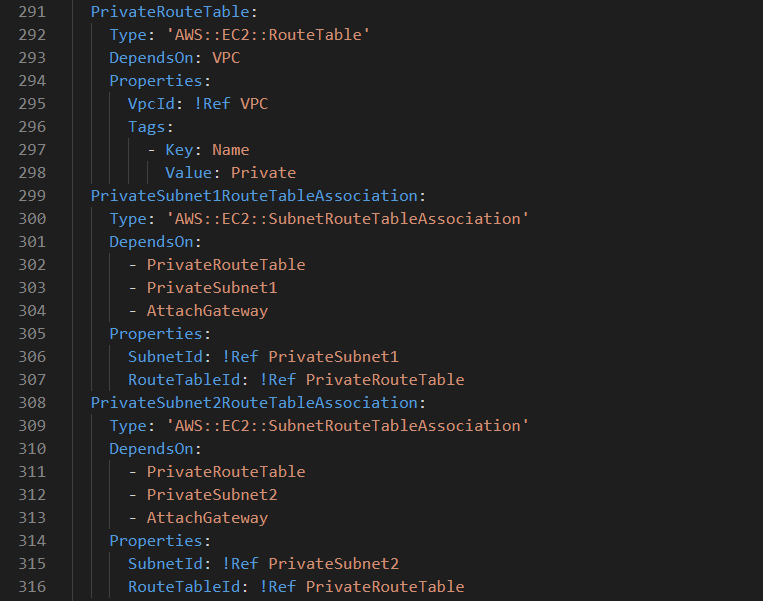 291 PrivateRouteTable:
292 Type: 'AWS::EC2::RouteTable'
293 DependsOn: VPC
294 Properties:
295 VpcId: !Ref VPC
296 Tags:
297 - Key: Name
298 Value: Private
299 PrivateSubnet1RouteTableAssociation:
300 Type: 'AWS::EC2::SubnetRouteTableAssociation'
301 DependsOn:
302 - PrivateRouteTable
303 - PrivateSubnet1
304 - AttachGateway
305 Properties:
306 SubnetId: !Ref PrivateSubnet1
307 RouteTableId: !Ref PrivateRouteTable
308 PrivateSubnet2RouteTableAssociation:
309 Type: 'AWS::EC2::SubnetRouteTableAssociation'
310 DependsOn:
311 - PrivateRouteTable
312 - PrivateSubnet2
313 - AttachGateway
314 Properties:
315 SubnetId: !Ref PrivateSubnet2
316 RouteTableId: !Ref PrivateRouteTable